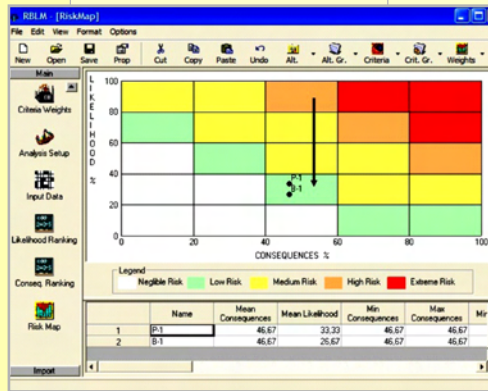 RBLM - [RiskMap]
File Edit View Format Options
New Open Save Prop Cut Copy Paste Undo Alt. Alt. Gr. Criteria Crit. Gr. Weights
Main
Criteria Weights
Analysis Setup
Input Data
Likelihood Ranking
Conseq. Ranking
Risk Map
Import
LIKELIHOOD %
100
80
60
40
20
0
P-1
B-1
0 20 40 60 80 100
CONSEQUENCES %
Legend
Neglible Risk Low Risk Medium Risk High Risk Extreme Risk
Name Mean Consequences Mean Likelihood Min Consequences Max Consequences Mir
1 P-1 46,67 33,33 46,67 46,67
2 B-1 46,67 26,67 46,67 46,67